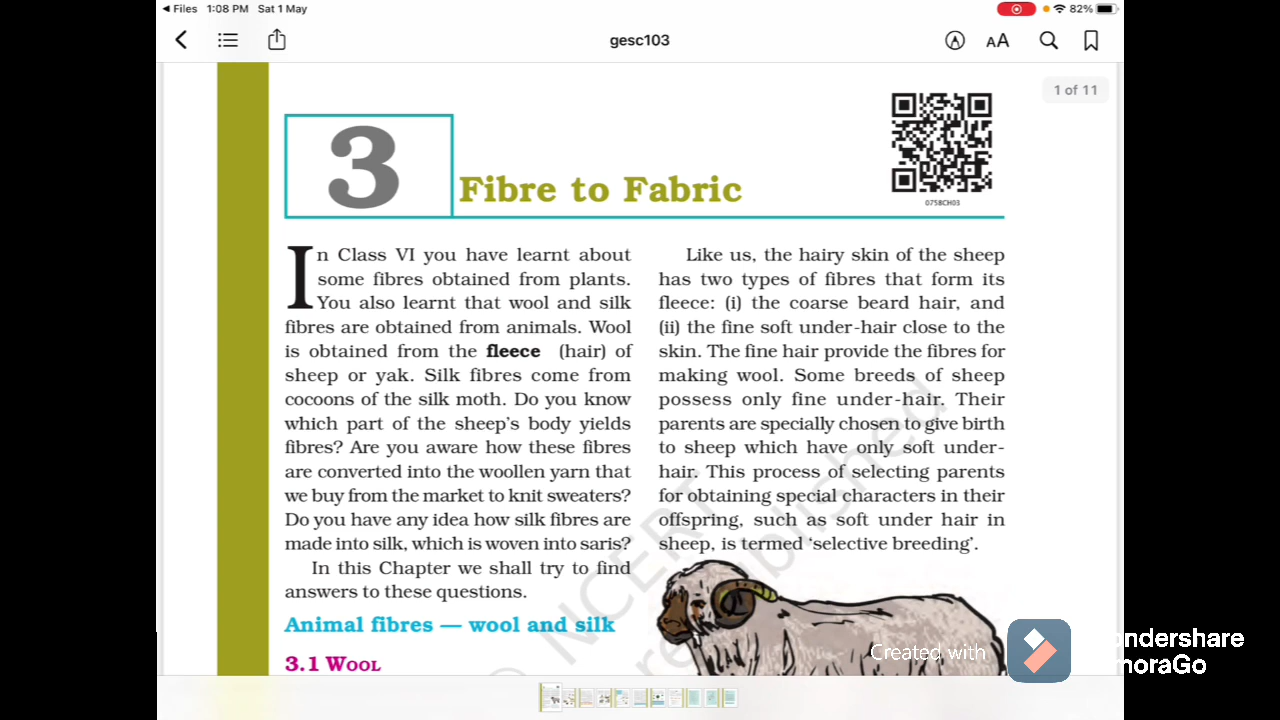 Files 1:08 PM Sat 1 May
82%
gesc103
AA
1 of 11
0758CH03
3
Fibre to Fabric
In Class VI you have learnt about
some fibres obtained from plants.
You also learnt that wool and silk
fibres are obtained from animals. Wool
is obtained from the fleece (hair) of
sheep or yak. Silk fibres come from
cocoons of the silk moth. Do you know
which part of the sheep's body yields
fibres? Are you aware how these fibres
are converted into the woollen yarn that
we buy from the market to knit sweaters?
Do you have any idea how silk fibres are
made into silk, which is woven into saris?
In this Chapter we shall try to find
answers to these questions.
Animal fibres — wool and silk
3.1 WOOL
Like us, the hairy skin of the sheep
has two types of fibres that form its
fleece: (i) the coarse beard hair, and
(ii) the fine soft under-hair close to the
skin. The fine hair provide the fibres for
making wool. Some breeds of sheep
possess only fine under-hair. Their
parents are specially chosen to give birth
to sheep which have only soft under-
hair. This process of selecting parents
for obtaining special characters in their
offspring, such as soft under hair in
sheep, is termed 'selective breeding'.
© NCERT
republished
Created with
ondershare
moraGo